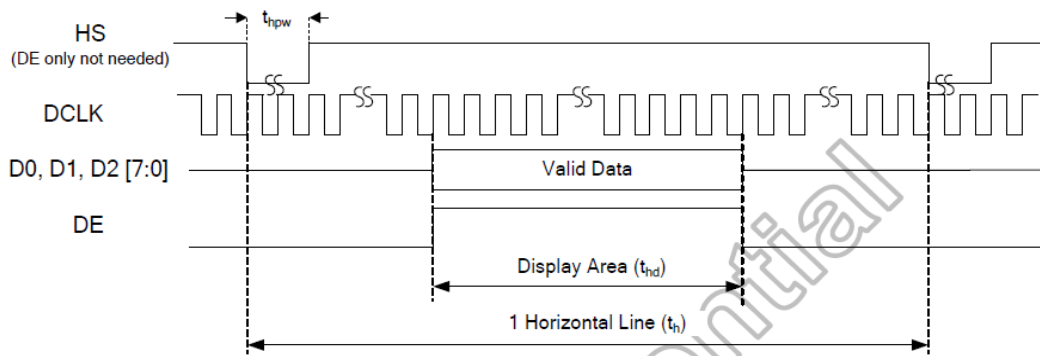 t_hpw
HS
(DE only not needed)
DCLK
D0, D1, D2 [7:0]
Valid Data
DE
Display Area (t_hd)
1 Horizontal Line (t_h)
ential